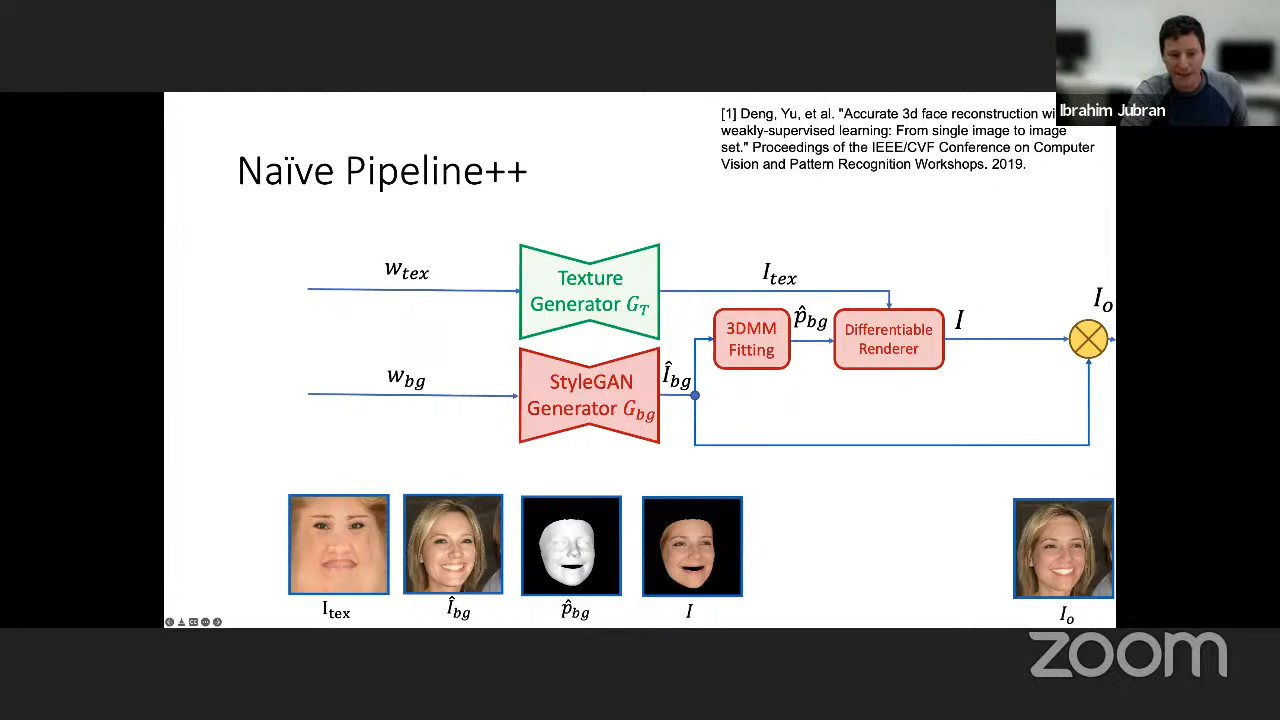 Ibrahim Jubran
[1] Deng, Yu, et al. "Accurate 3d face reconstruction wi
weakly-supervised learning: From single image to image
set." Proceedings of the IEEE/CVF Conference on Computer
Vision and Pattern Recognition Workshops. 2019.
Naïve Pipeline++
w_tex
Texture
Generator G_T
I_tex
w_bg
StyleGAN
Generator G_bg
Î_bg
3DMM
Fitting
p̂_bg
Differentiable
Renderer
I
I_o
I_tex
Î_bg
p̂_bg
I
I_o
zoom